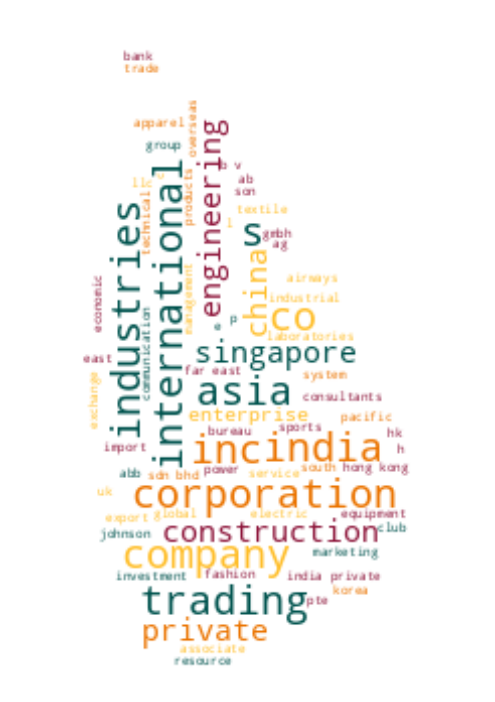 bank
trade
apparel
overseas
group
engineering
b v
international
llc
c
ab
products
son
industries
technical
textile
l
s
gmbh
ag
china
management
airways
economic
industrial
communication
co
p
e
laboratories
singapore
east
far east
system
exchange
asia
consultants
enterprise
pacific
bureau
sports
hk
import
inc
india
h
abb
sdn bhd
power
service
south
hong kong
uk
corporation
export
global
electric
equipment
johnson
construction
club
company
marketing
investment
fashion
india private
trading
korea
pte
private
associate
resource